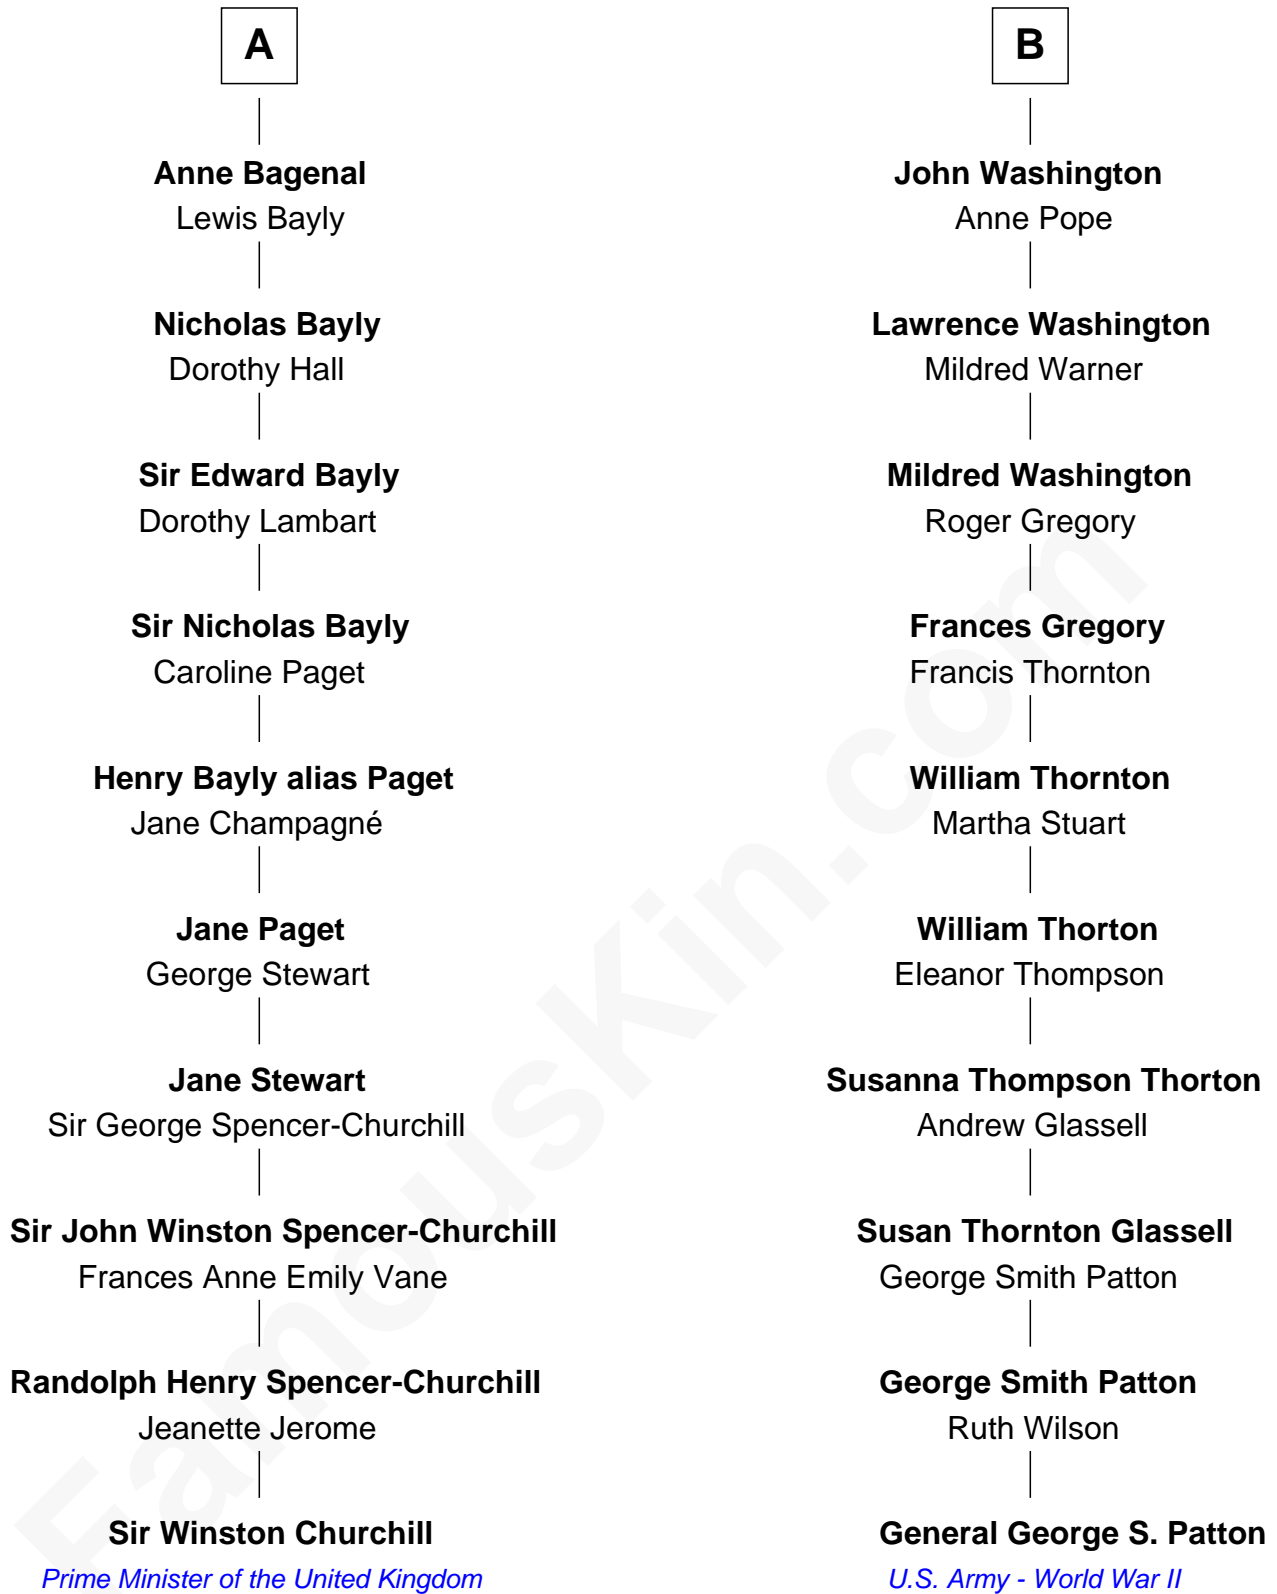 A
Anne Bagenal
Lewis Bayly
Nicholas Bayly
Dorothy Hall
Sir Edward Bayly
Dorothy Lambart
Sir Nicholas Bayly
Caroline Paget
Henry Bayly alias Paget
Jane Champagné
Jane Paget
George Stewart
Jane Stewart
Sir George Spencer-Churchill
Sir John Winston Spencer-Churchill
Frances Anne Emily Vane
Randolph Henry Spencer-Churchill
Jeanette Jerome
Sir Winston Churchill
Prime Minister of the United Kingdom
B
John Washington
Anne Pope
Lawrence Washington
Mildred Warner
Mildred Washington
Roger Gregory
Frances Gregory
Francis Thornton
William Thornton
Martha Stuart
William Thorton
Eleanor Thompson
Susanna Thompson Thorton
Andrew Glassell
Susan Thornton Glassell
George Smith Patton
George Smith Patton
Ruth Wilson
General George S. Patton
U.S. Army - World War II
FamousKin.com